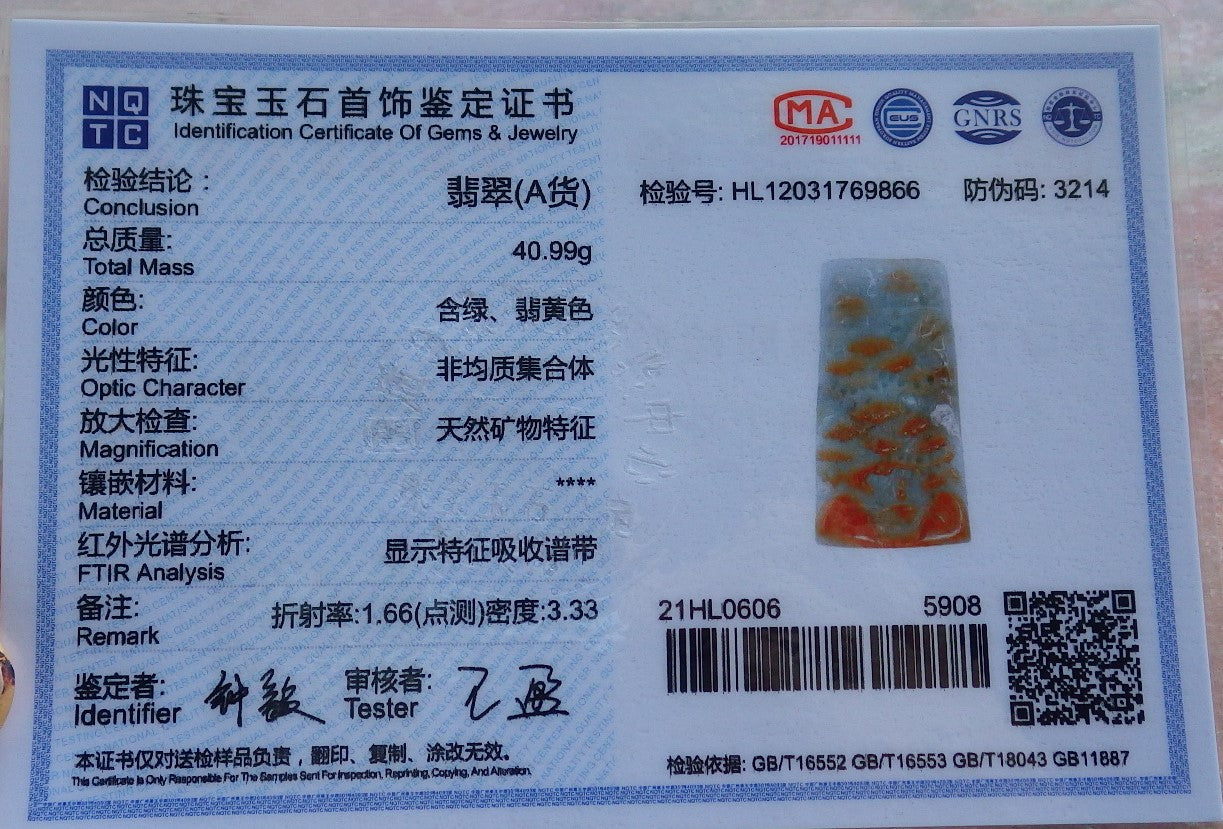 NQ
TC
珠宝玉石首饰鉴定证书
Identification Certificate Of Gems & Jewelry
MA
201719011111
GUS
GNRS
检验结论：
Conclusion
翡翠(A货)
总质量:
Total Mass
40.99g
颜色:
Color
含绿、翡黄色
光性特征:
Optic Character
非均质集合体
放大检查:
Magnification
天然矿物特征
镶嵌材料:
Material
****
红外光谱分析:
FTIR Analysis
显示特征吸收谱带
备注:
Remark
折射率:1.66(点测)密度:3.33
鉴定者:
Identifier
审核者:
Tester
本证书仅对送检样品负责，翻印、复制、涂改无效。
This Certificate Is Only Responsible For The Samples Sent For Inspection, Reprinting, Copying, And Alteration.
检验号: HL12031769866
防伪码: 3214
21HL0606
5908
检验依据: GB/T16552 GB/T16553 GB/T18043 GB11887